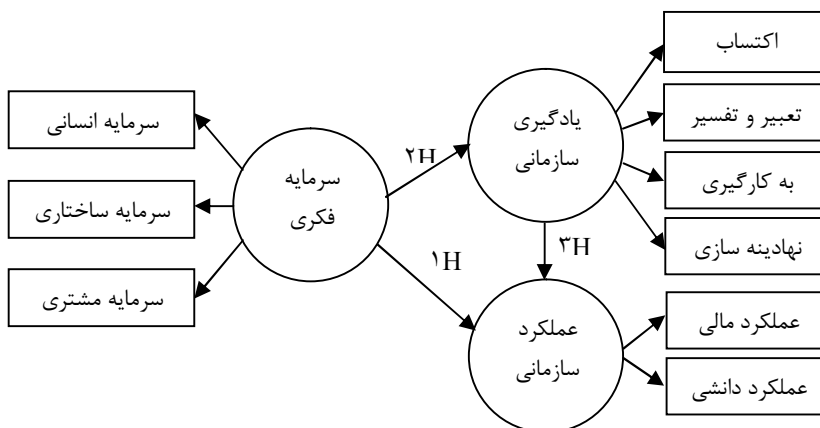 اکتساب
تعبیر و تفسیر
به کارگیری
نهادینه سازی
یادگیری
سازمانی
سرمایه انسانی
سرمایه ساختاری
سرمایه مشتری
سرمایه
فکری
۲H
۱H
۳H
عملکرد
سازمانی
عملکرد مالی
عملکرد دانشی